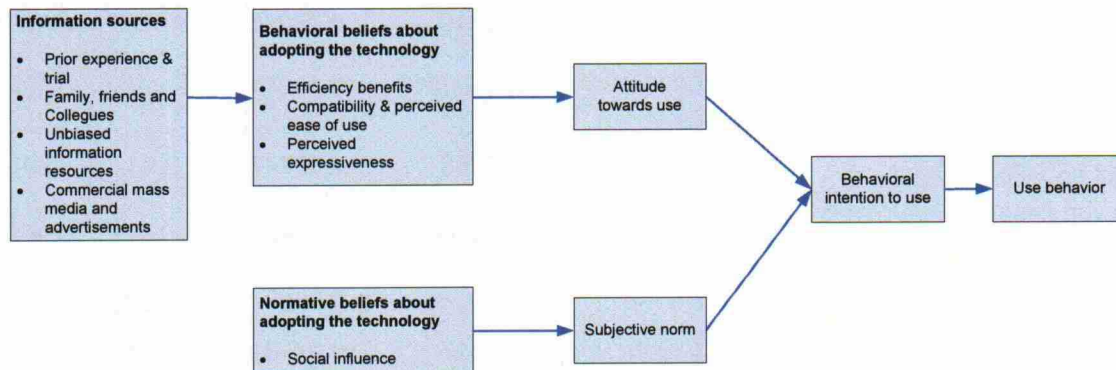 Information sources
• Prior experience &
trial
• Family, friends and
Collegues
• Unbiased
information
resources
• Commercial mass
media and
advertisements
Behavioral beliefs about
adopting the technology
• Efficiency benefits
• Compatibility & perceived
ease of use
• Perceived
expressiveness
Attitude
towards use
Behavioral
intention to use
Use behavior
Normative beliefs about
adopting the technology
• Social influence
Subjective norm